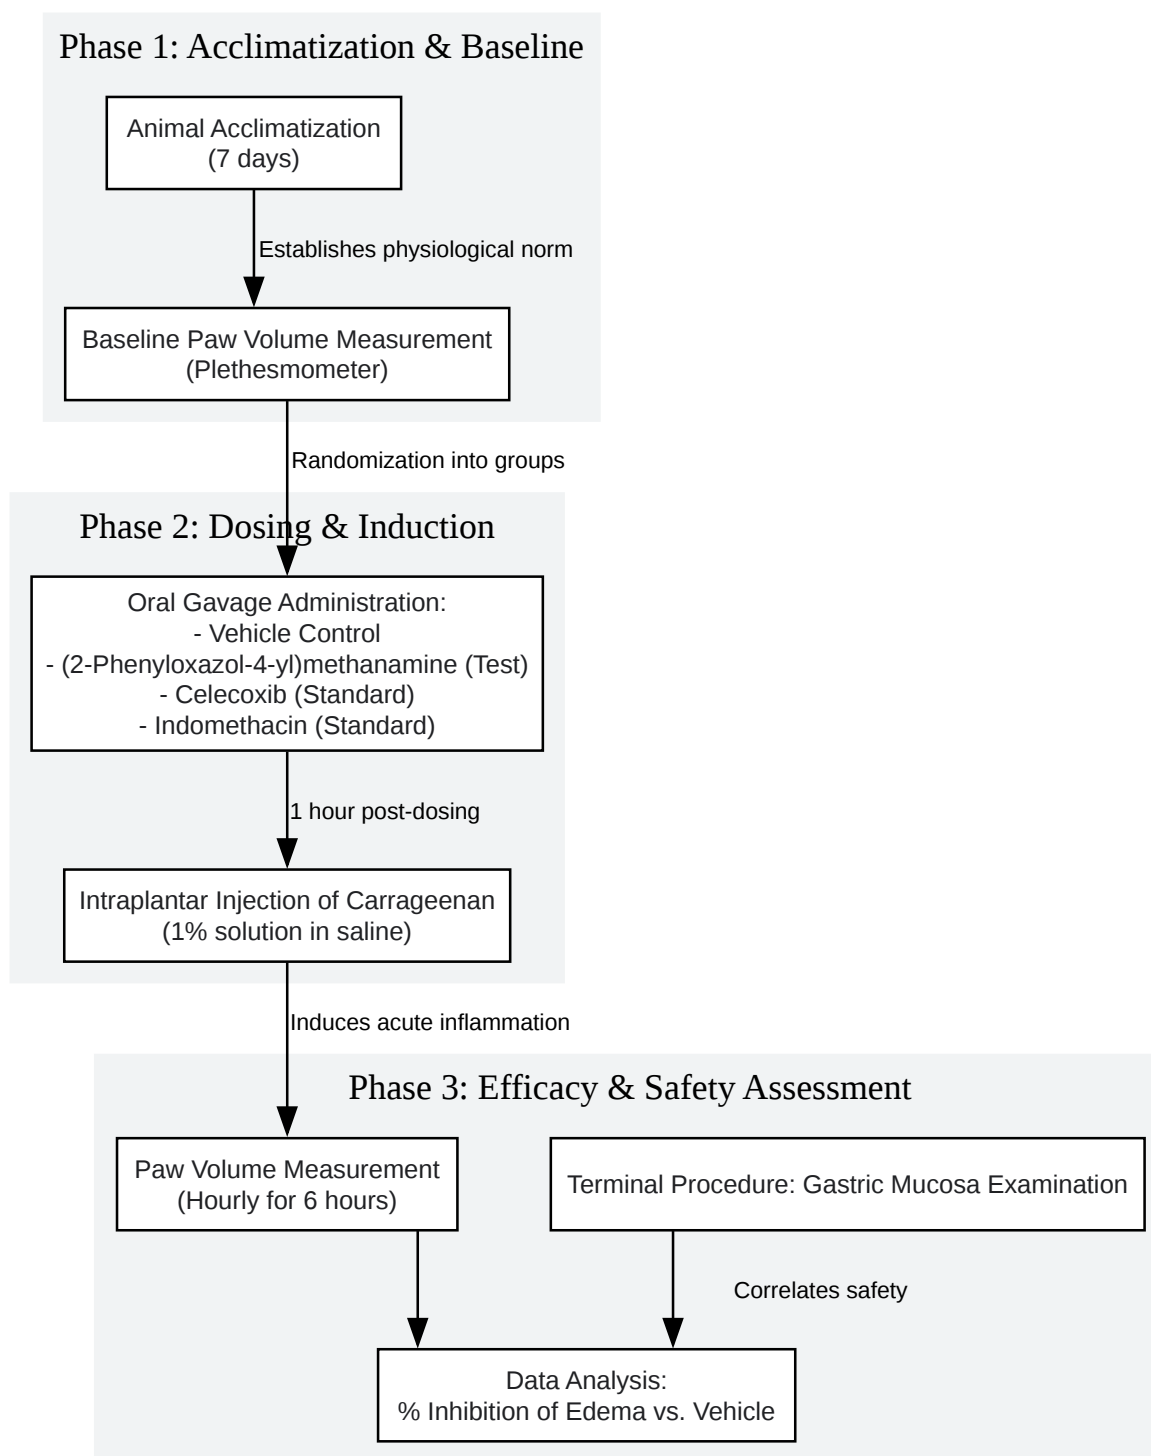 Phase 1: Acclimatization & Baseline
Animal Acclimatization
(7 days)
Establishes physiological norm
Baseline Paw Volume Measurement
(Plethesmometer)
Randomization into groups
Phase 2: Dosing & Induction
Oral Gavage Administration:
- Vehicle Control
- (2-Phenyloxazol-4-yl)methanamine (Test)
- Celecoxib (Standard)
- Indomethacin (Standard)
1 hour post-dosing
Intraplantar Injection of Carrageenan
(1% solution in saline)
Induces acute inflammation
Phase 3: Efficacy & Safety Assessment
Paw Volume Measurement
(Hourly for 6 hours)
Terminal Procedure: Gastric Mucosa Examination
Correlates safety
Data Analysis:
% Inhibition of Edema vs. Vehicle